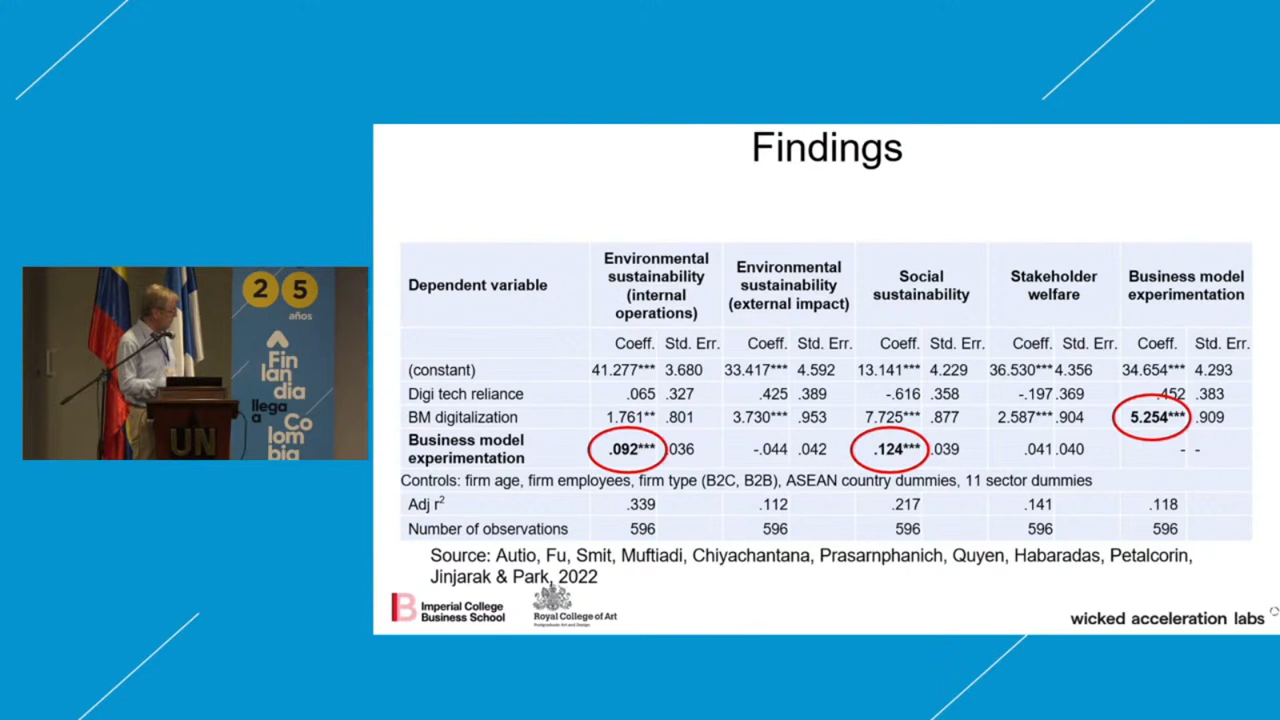 Findings
Dependent variable
Environmental sustainability (internal operations)
Environmental sustainability (external impact)
Social sustainability
Stakeholder welfare
Business model experimentation
Coeff. Std. Err. Coeff. Std. Err. Coeff. Std. Err. Coeff. Std. Err. Coeff. Std. Err.
(constant) 41.277*** 3.680 33.417*** 4.592 13.141*** 4.229 36.530*** 4.356 34.654*** 4.293
Digi tech reliance .065 .327 .425 .389 -.616 .358 -.197 .369 .452 .383
BM digitalization 1.761** .801 3.730*** .953 7.725*** .877 2.587*** .904 5.254*** .909
Business model experimentation .092*** .036 -.044 .042 .124*** .039 .041 .040 - -
Controls: firm age, firm employees, firm type (B2C, B2B), ASEAN country dummies, 11 sector dummies
Adj r2 .339 .112 .217 .141 .118
Number of observations 596 596 596 596 596
Source: Autio, Fu, Smit, Muftiadi, Chiyachantana, Prasarnphanich, Quyen, Habaradas, Petalcorin,
Jinjarak & Park, 2022
Imperial College
Business School
Royal College of Art
Postgraduate Art and Design
wicked acceleration labs
2 5
años
Fin
lan
dia
llega
a
Co
lom
bia
UN